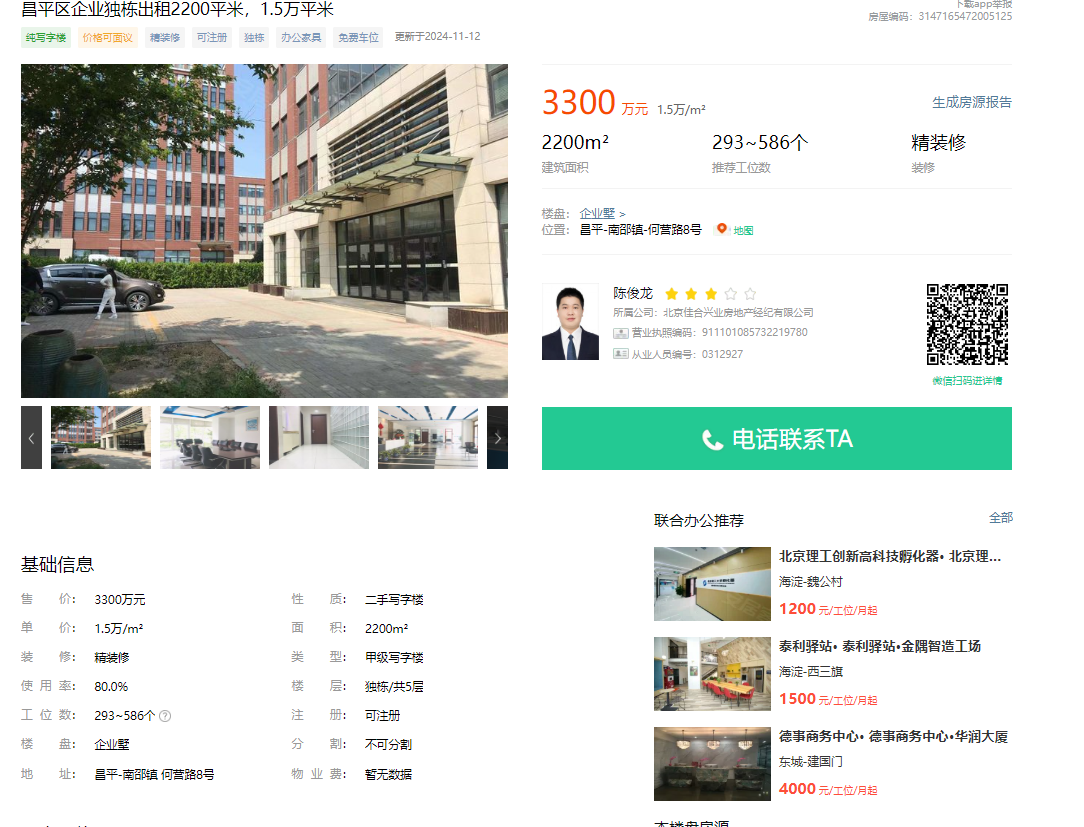 昌平区企业独栋出租2200平米，1.5万平米
下载app举报
房屋编码：3147165472005125
纯写字楼 价格可面议 精装修 可注册 独栋 办公家具 免费车位 更新于2024-11-12
3300 万元 1.5万/m²
生成房源报告
2200m² 293~586个 精装修
建筑面积 推荐工位数 装修
楼盘： 企业墅 >
位置： 昌平-南邵镇-何营路8号 地图
陈俊龙
所属公司：北京佳合兴业房地产经纪有限公司
营业执照编码：911101085732219780
从业人员编号：0312927
微信扫码进详情
电话联系TA
基础信息
售价： 3300万元 性质： 二手写字楼
单价： 1.5万/m² 面积： 2200m²
装修： 精装修 类型： 甲级写字楼
使用率： 80.0% 楼层： 独栋/共5层
工位数： 293~586个 注册： 可注册
楼盘： 企业墅 分割： 不可分割
地址： 昌平-南邵镇 何营路8号 物业费： 暂无数据
联合办公推荐 全部
北京理工创新高科技孵化器• 北京理...
海淀-魏公村
1200 元/工位/月起
泰利驿站• 泰利驿站•金隅智造工场
海淀-西三旗
1500 元/工位/月起
德事商务中心• 德事商务中心•华润大厦
东城-建国门
4000 元/工位/月起